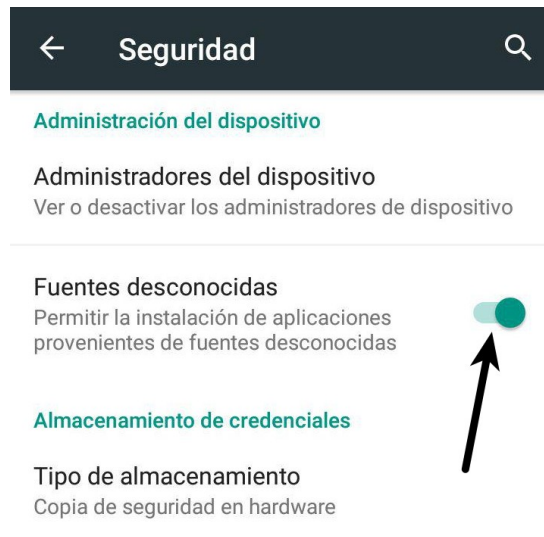 Seguridad
Administración del dispositivo
Administradores del dispositivo
Ver o desactivar los administradores de dispositivo
Fuentes desconocidas
Permitir la instalación de aplicaciones
provenientes de fuentes desconocidas
Almacenamiento de credenciales
Tipo de almacenamiento
Copia de seguridad en hardware